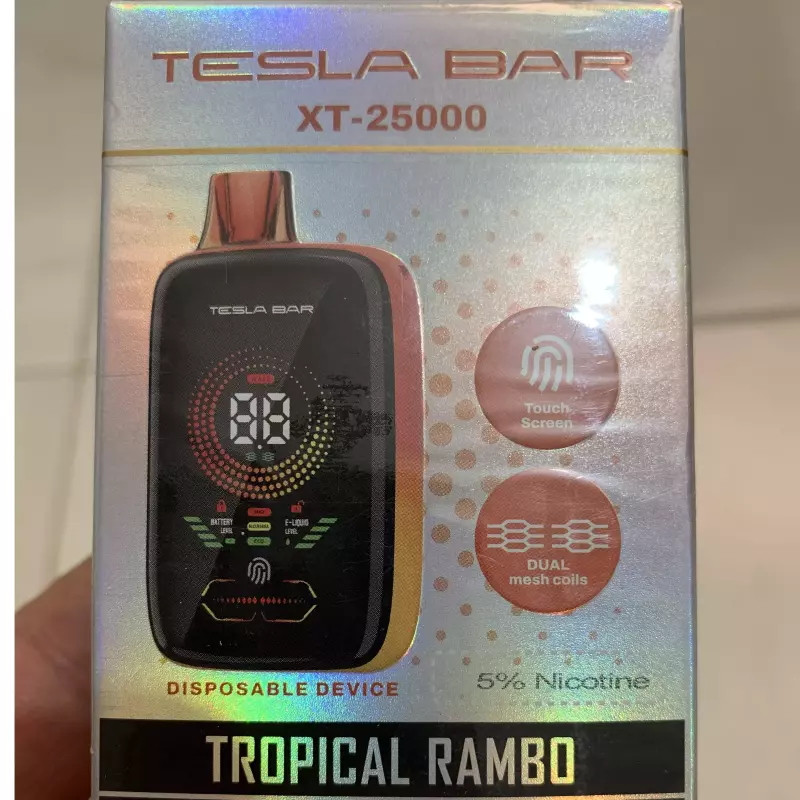 TESLA BAR
XT-25000
TESLA BAR
88
BATTERY LEVEL
E-LIQUID LEVEL
Touch
Screen
DUAL
mesh coils
DISPOSABLE DEVICE
5% Nicotine
TROPICAL RAMBO